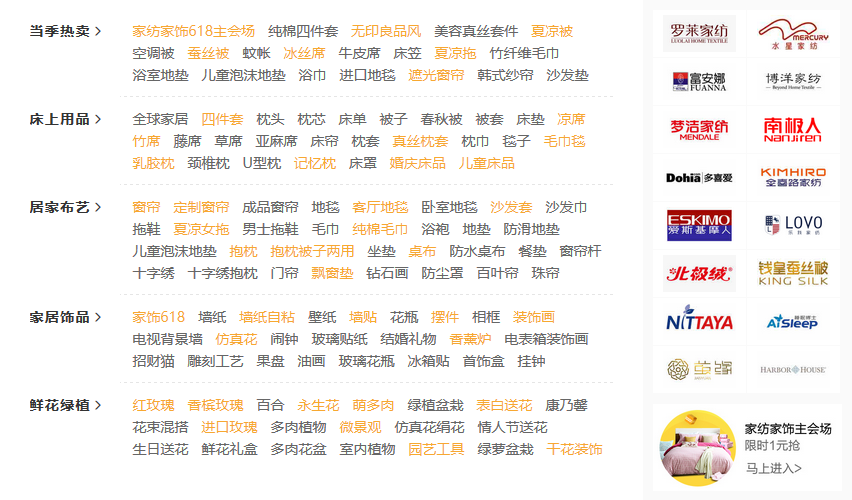 当季热卖 >
家纺家饰618主会场 纯棉四件套 无印良品风 美容真丝套件 夏凉被
空调被 蚕丝被 蚊帐 冰丝席 牛皮席 床笠 夏凉拖 竹纤维毛巾
浴室地垫 儿童泡沫地垫 浴巾 进口地毯 遮光窗帘 韩式纱帘 沙发垫
床上用品 >
全球家居 四件套 枕头 枕芯 床单 被子 春秋被 被套 床垫 凉席
竹席 藤席 草席 亚麻席 床帘 枕套 真丝枕套 枕巾 毯子 毛巾毯
乳胶枕 颈椎枕 U型枕 记忆枕 床罩 婚庆床品 儿童床品
居家布艺 >
窗帘 定制窗帘 成品窗帘 地毯 客厅地毯 卧室地毯 沙发套 沙发巾
拖鞋 夏凉女拖 男士拖鞋 毛巾 纯棉毛巾 浴袍 地垫 防滑地垫
儿童泡沫地垫 抱枕 抱枕被子两用 坐垫 桌布 防水桌布 餐垫 窗帘杆
十字绣 十字绣抱枕 门帘 飘窗垫 钻石画 防尘罩 百叶帘 珠帘
家居饰品 >
家饰618 墙纸 墙纸自粘 壁纸 墙贴 花瓶 摆件 相框 装饰画
电视背景墙 仿真花 闹钟 玻璃贴纸 结婚礼物 香薰炉 电表箱装饰画
招财猫 雕刻工艺 果盘 油画 玻璃花瓶 冰箱贴 首饰盒 挂钟
鲜花绿植 >
红玫瑰 香槟玫瑰 百合 永生花 萌多肉 绿植盆栽 表白送花 康乃馨
花束混搭 进口玫瑰 多肉植物 微景观 仿真花绢花 情人节送花
生日送花 鲜花礼盒 多肉花盆 室内植物 园艺工具 绿萝盆栽 干花装饰
罗莱家纺
LUOLAI HOME TEXTILE
MERCURY
水星家纺
富安娜
FUANNA
博洋家纺
Beyond Home Textile
梦洁家纺
MENDALE
南极人
Nanjiren
Dohia 多喜爱
KIMHIRO
金喜路家纺
ESKIMO
爱斯基摩人
LOVO
乐我家纺
北极绒
钱皇蚕丝被
KING SILK
NITTAYA
睡眠博士
AiSleep
HARBOR HOUSE
家纺家饰主会场
限时1元抢
马上进入>